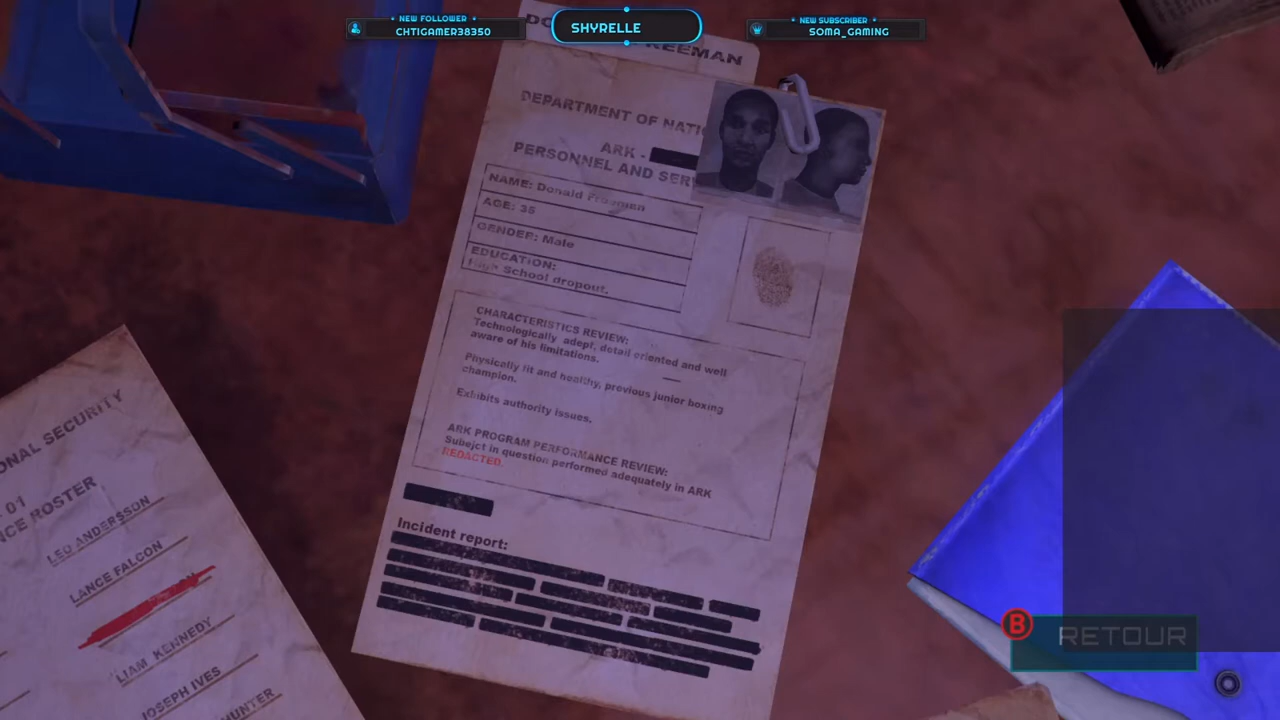 NEW FOLLOWER
CHTIGAMER38350
SHYRELLE
NEW SUBSCRIBER
SOMA_GAMING
DEPARTMENT OF NATI
ARK -
PERSONNEL AND SER
NAME: Donald Freeman
AGE: 35
GENDER: Male
EDUCATION:
High School dropout.
CHARACTERISTICS REVIEW:
Technologically adept, detail oriented and well
aware of his limitations.
Physically fit and healthy, previous junior boxing
champion.
Exhibits authority issues.
ARK PROGRAM PERFORMANCE REVIEW:
Subejct in question performed adequately in ARK
REDACTED.
Incident report:
ONAL SECURITY
01
NCE ROSTER
LEO ANDERSSON
LANCE FALCON
LIAM KENNEDY
JOSEPH IVES
HUNTER
B RETOUR